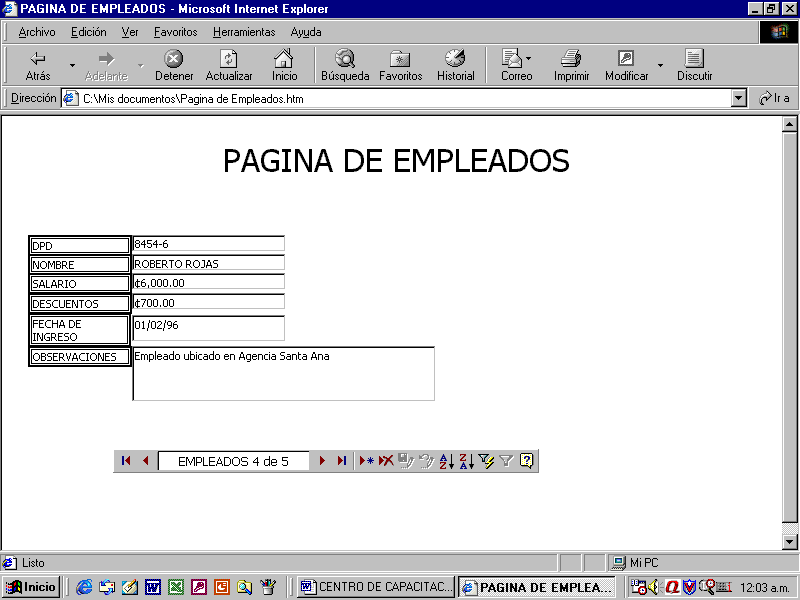 PAGINA DE EMPLEADOS - Microsoft Internet Explorer
Archivo Edición Ver Favoritos Herramientas Ayuda
Atrás Adelante Detener Actualizar Inicio Búsqueda Favoritos Historial Correo Imprimir Modificar Discutir
Dirección C:\Mis documentos\Pagina de Empleados.htm Ir a
PAGINA DE EMPLEADOS
DPD 8454-6
NOMBRE ROBERTO ROJAS
SALARIO ¢6,000.00
DESCUENTOS ¢700.00
FECHA DE INGRESO 01/02/96
OBSERVACIONES Empleado ubicado en Agencia Santa Ana
EMPLEADOS 4 de 5
Listo Mi PC
Inicio CENTRO DE CAPACITAC... PAGINA DE EMPLEA... 12:03 a.m.